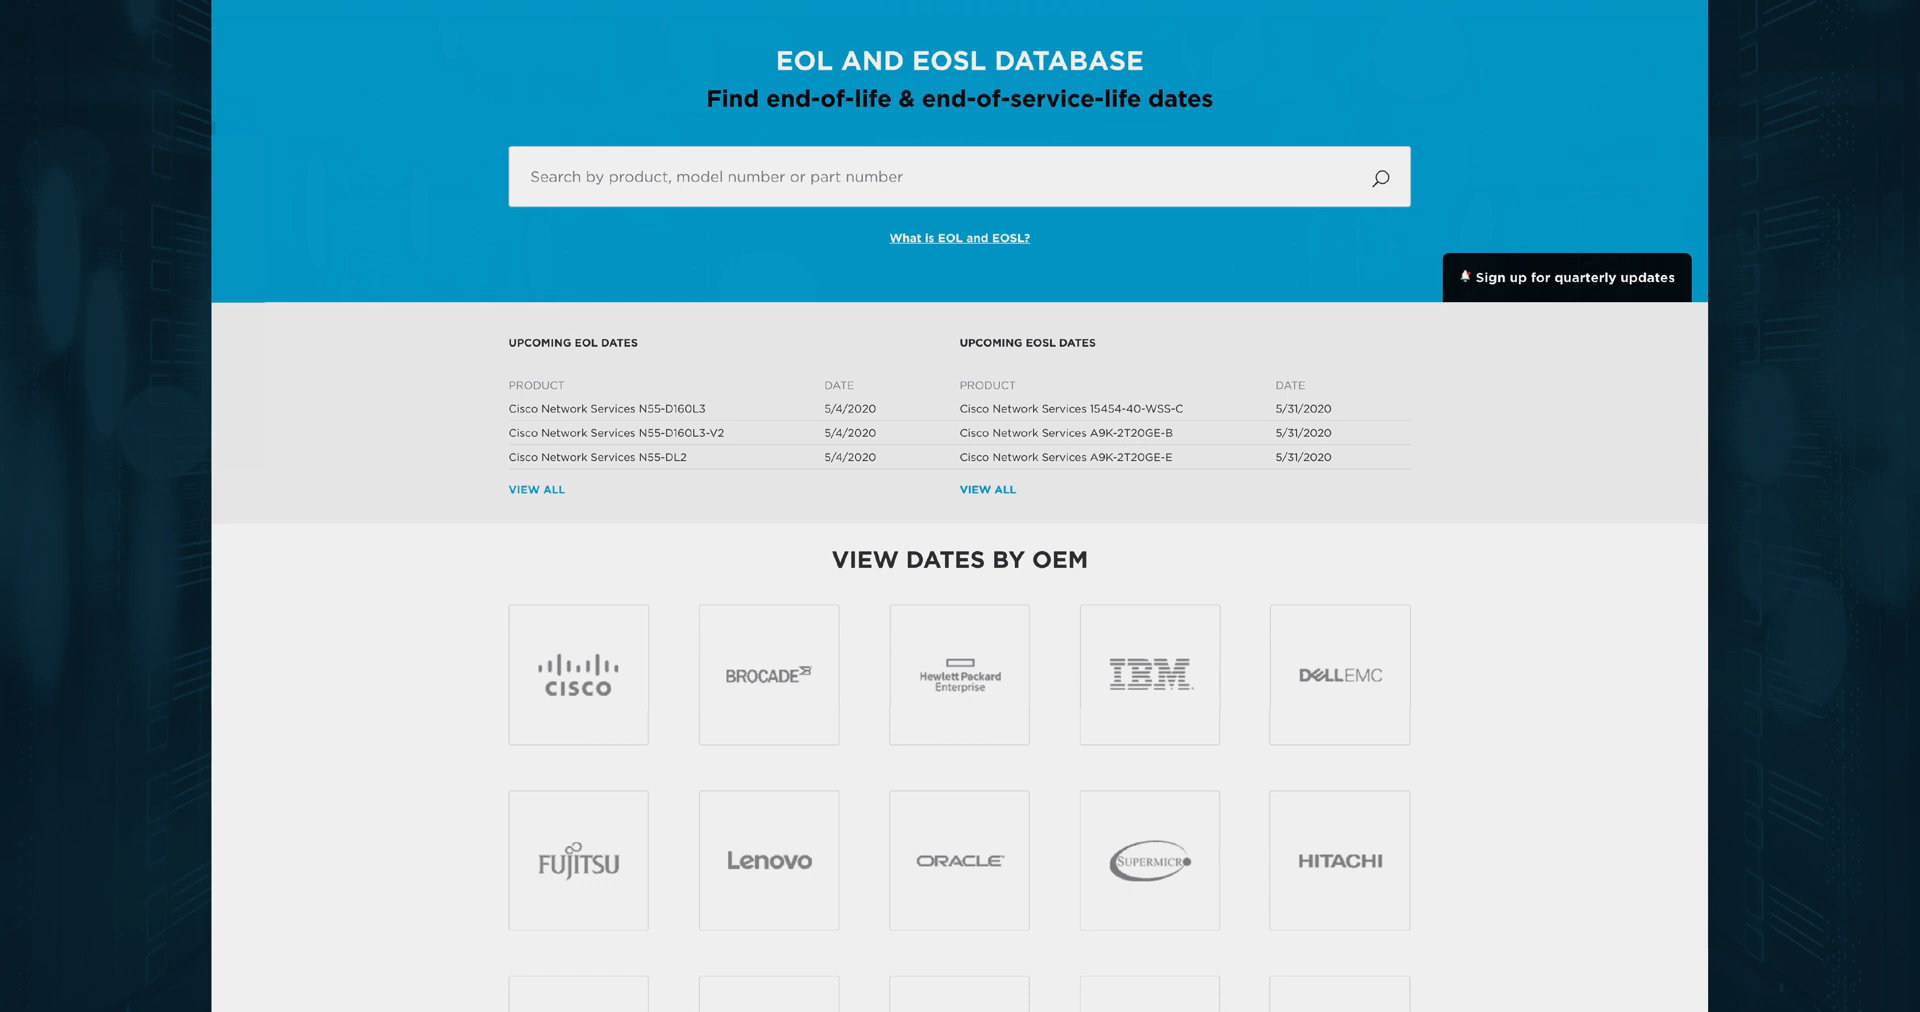 EOL AND EOSL DATABASE
Find end-of-life & end-of-service-life dates
Search by product, model number or part number
What is EOL and EOSL?
Sign up for quarterly updates
UPCOMING EOL DATES
PRODUCT DATE
Cisco Network Services N55-D160L3 5/4/2020
Cisco Network Services N55-D160L3-V2 5/4/2020
Cisco Network Services N55-DL2 5/4/2020
VIEW ALL
UPCOMING EOSL DATES
PRODUCT DATE
Cisco Network Services 15454-40-WSS-C 5/31/2020
Cisco Network Services A9K-2T20GE-B 5/31/2020
Cisco Network Services A9K-2T20GE-E 5/31/2020
VIEW ALL
VIEW DATES BY OEM
CISCO
BROCADE
Hewlett Packard
Enterprise
IBM
DELLEMC
FUJITSU
Lenovo
ORACLE
SUPERMICRO
HITACHI